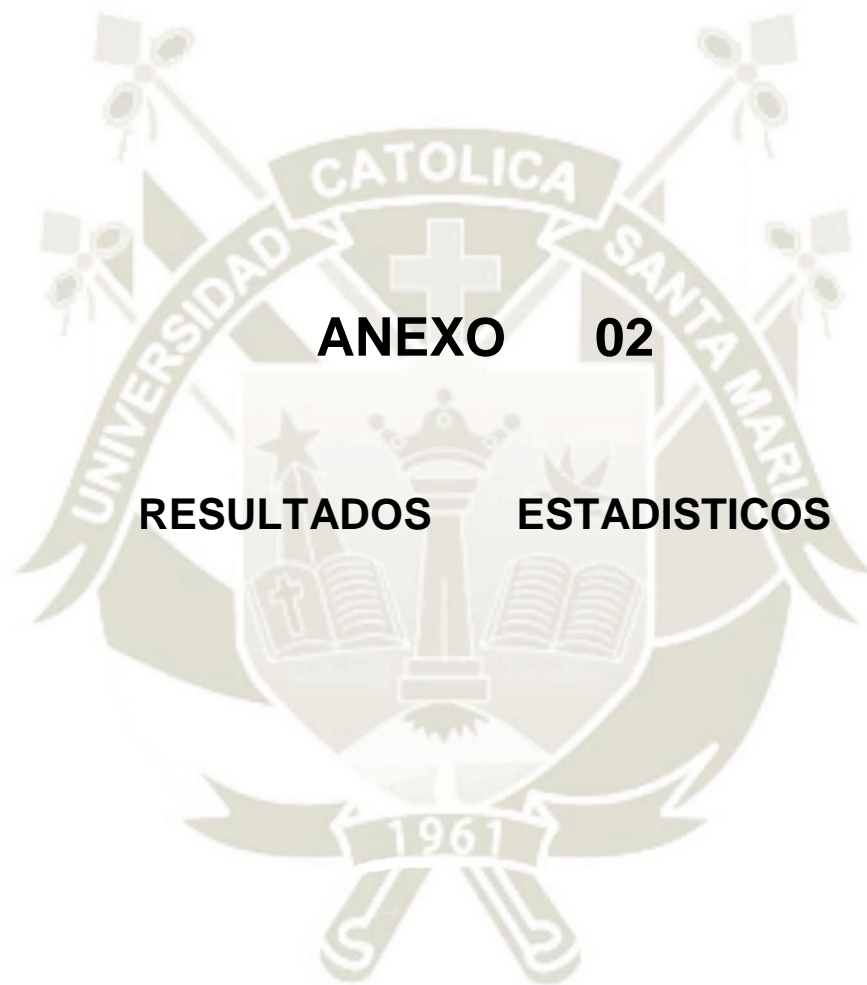 UNIVERSIDAD CATOLICA SANTA MARI
ANEXO 02
RESULTADOS ESTADISTICOS
1961